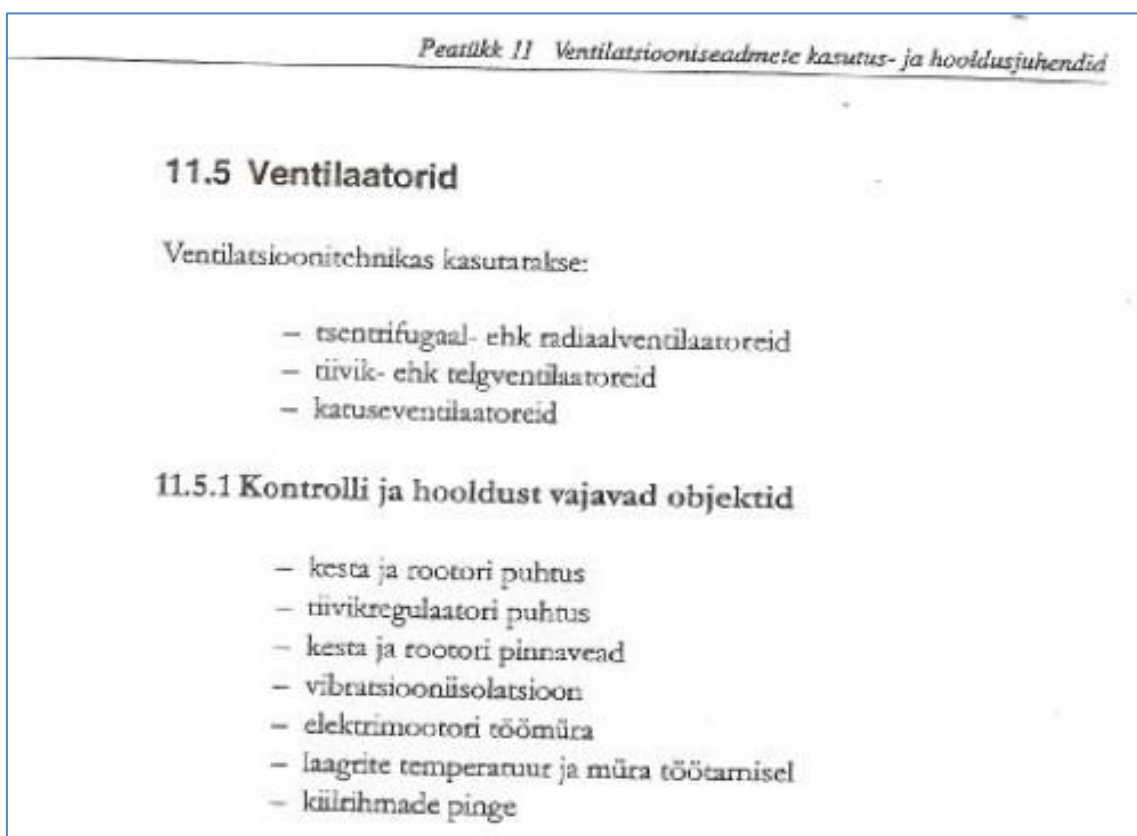 Peatükk 11 Ventilatsiooniseadmete kasutus- ja hooldusjuhendid
11.5 Ventilaatorid
Ventilatsioonitehnikas kasutatakse:
– tsentrifugaal- ehk radiaalventilaatoreid
– tiivik- ehk telgventilaatoreid
– katuseventilaatoreid
11.5.1 Kontrolli ja hooldust vajavad objektid
– kesta ja rootori puhtus
– tiivikregulaatori puhtus
– kesta ja rootori pinnavead
– vibratsiooniisolatsioon
– elektrimootori töömüra
– laagrite temperatuur ja müra töötamisel
– kiilrihmade pinge